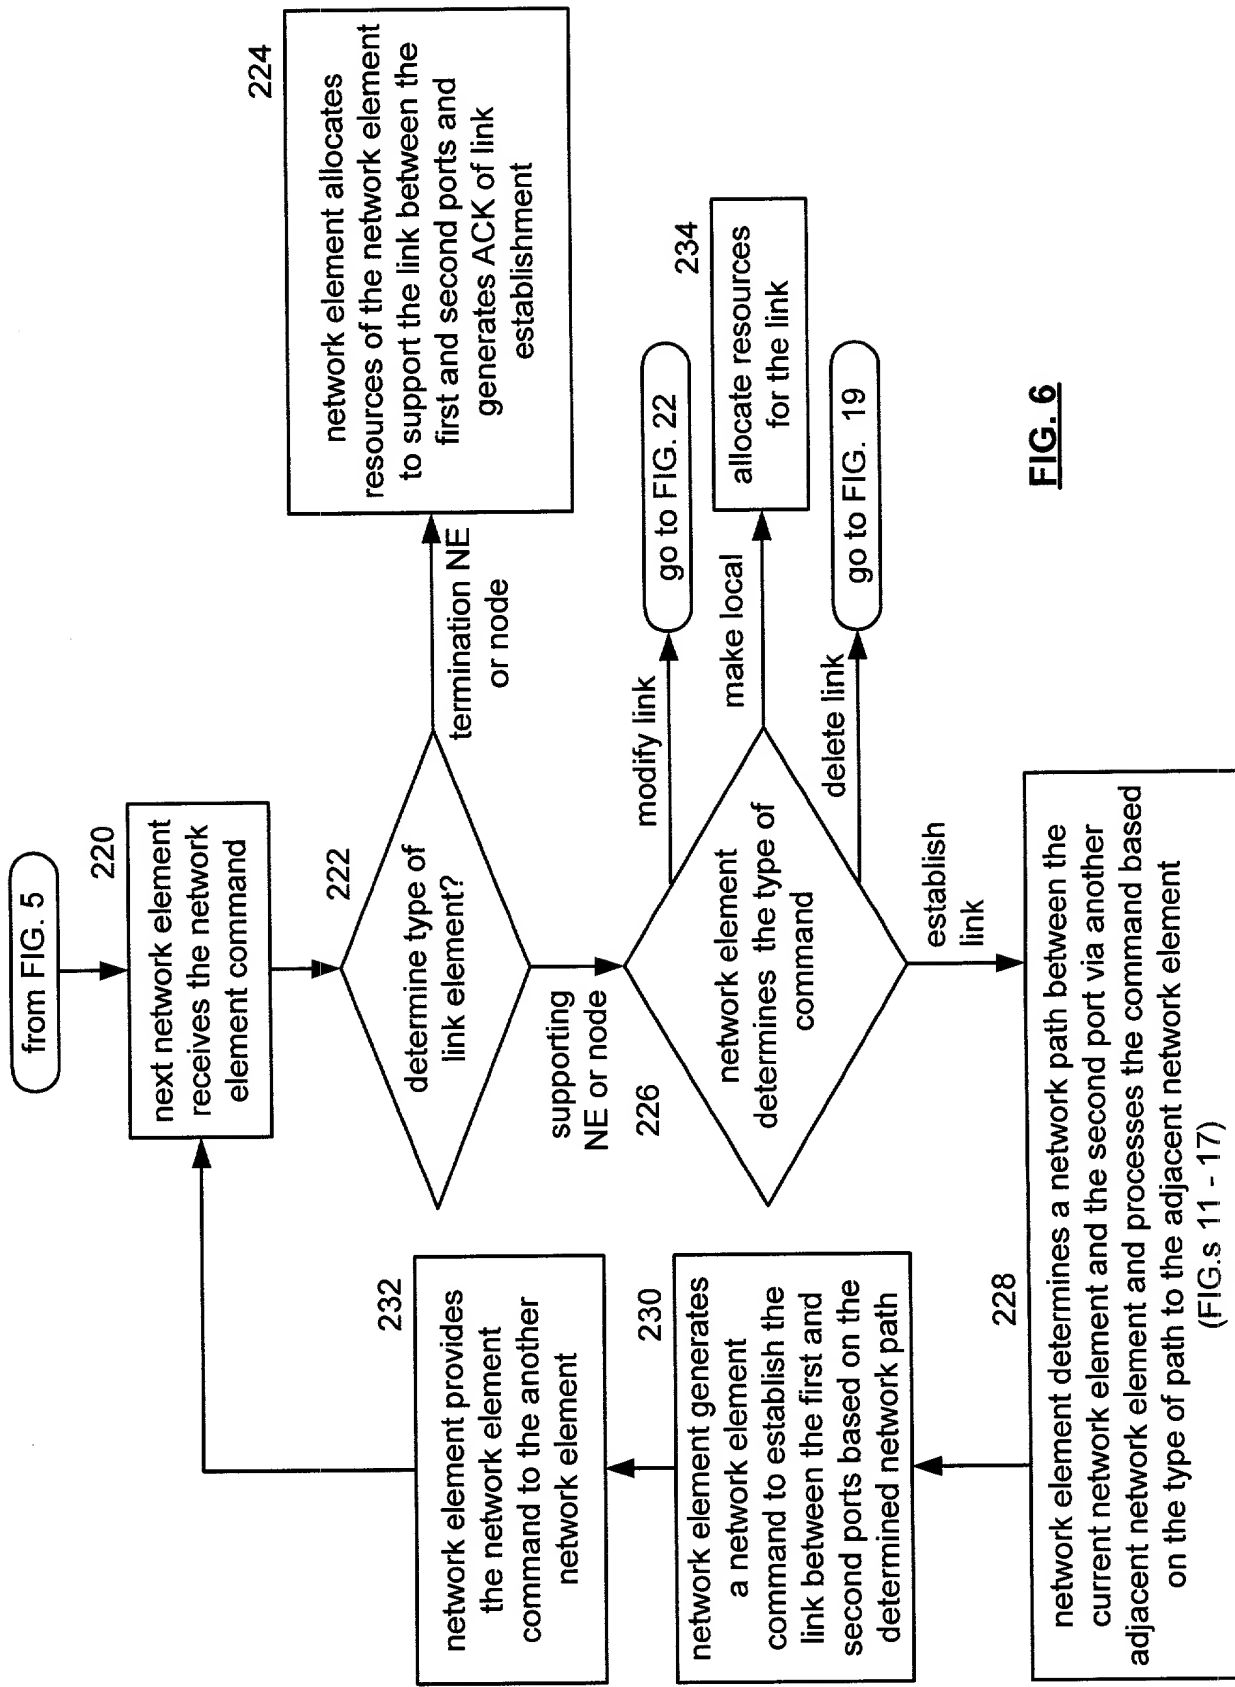 from FIG. 5
220
next network element
receives the network
element command
222
determine type of
link element?
termination NE
or node
224
network element allocates
resources of the network element
to support the link between the
first and second ports and
generates ACK of link
establishment
supporting
NE or node
226
network element
determines the type of
command
modify link
go to FIG. 22
make local
234
allocate resources
for the link
delete link
go to FIG. 19
establish
link
228
network element determines a network path between the
current network element and the second port via another
adjacent network element and processes the command based
on the type of path to the adjacent network element
(FIG.s 11 - 17)
230
network element generates
a network element
command to establish the
link between the first and
second ports based on the
determined network path
232
network element provides
the network element
command to the another
network element
FIG. 6